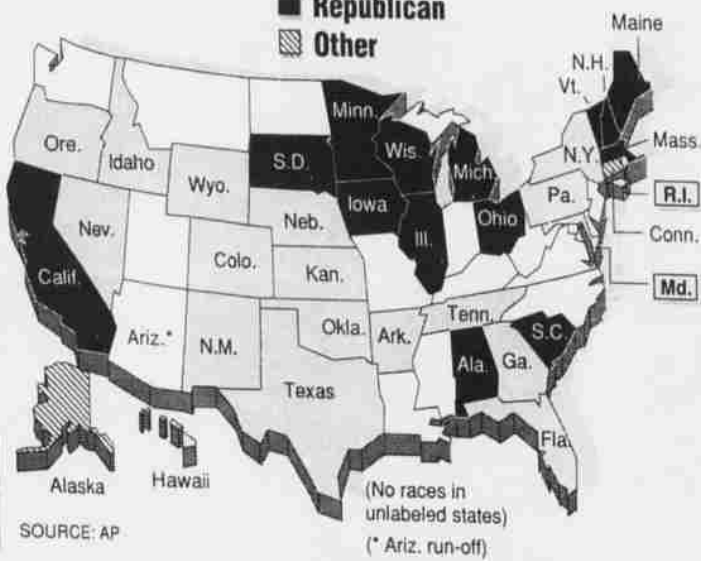 Republican
Other
Maine
N.H.
Vt.
Minn.
Ore.
Idaho
S.D.
Wis.
Mich.
N.Y.
Mass.
Wyo.
Iowa
Pa.
R.I.
Nev.
Neb.
Ill.
Ohio
Conn.
Calif.
Colo.
Kan.
Md.
Ariz.*
N.M.
Okla.
Ark.
Tenn.
S.C.
Ala.
Ga.
Texas
Fla.
Alaska
Hawaii
(No races in
unlabeled states)
SOURCE: AP
(* Ariz. run-off)